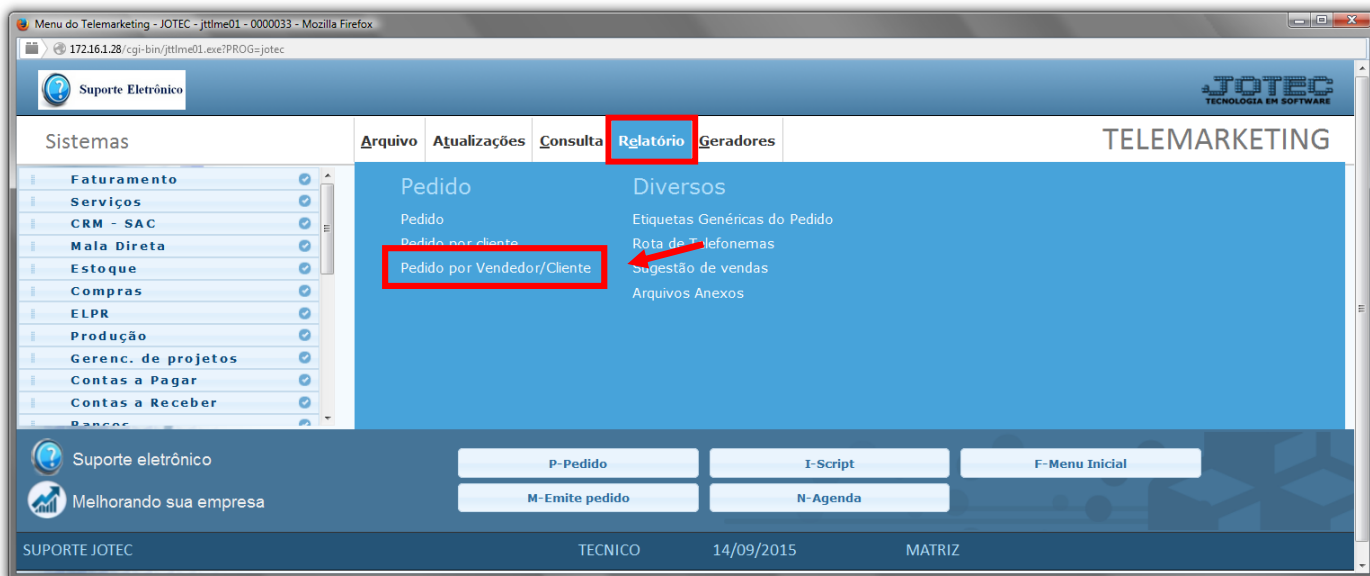 Menu do Telemarketing - JOTEC - jttlme01 - 0000033 - Mozilla Firefox
172.16.1.28/cgi-bin/jttlme01.exe?PROG=jotec
Suporte Eletrônico
JOTEC
TECNOLOGIA EM SOFTWARE
Sistemas
Arquivo Atualizações Consulta Relatório Geradores
TELEMARKETING
Faturamento
Serviços
CRM - SAC
Mala Direta
Estoque
Compras
ELPR
Produção
Gerenc. de projetos
Contas a Pagar
Contas a Receber
Bancos
Pedido
Pedido
Pedido por cliente
Pedido por Vendedor/Cliente
Diversos
Etiquetas Genéricas do Pedido
Rota de Telefonemas
Sugestão de vendas
Arquivos Anexos
Suporte eletrônico
Melhorando sua empresa
P-Pedido I-Script F-Menu Inicial
M-Emite pedido N-Agenda
SUPORTE JOTEC TECNICO 14/09/2015 MATRIZ